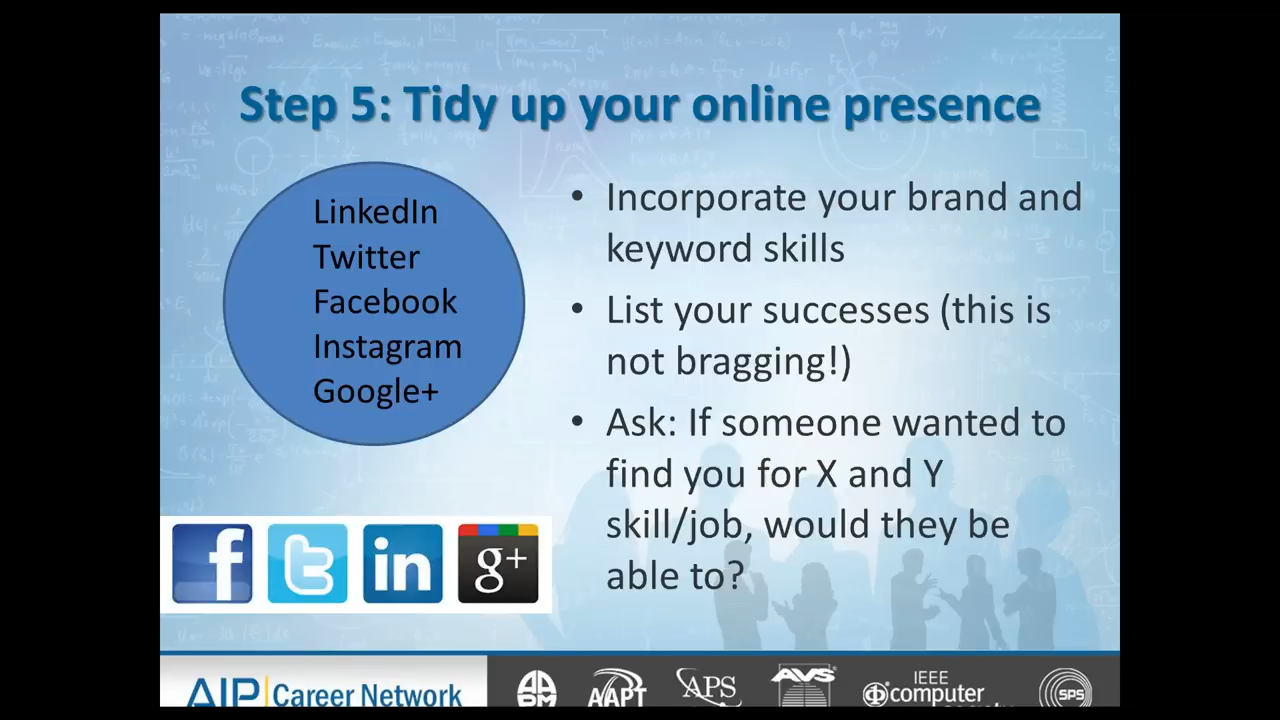 Step 5: Tidy up your online presence
LinkedIn
Twitter
Facebook
Instagram
Google+
• Incorporate your brand and
keyword skills
• List your successes (this is
not bragging!)
• Ask: If someone wanted to
find you for X and Y
skill/job, would they be
able to?
f
t
in
g+
AIP Career Network
AAPT
APS
AVS
IEEE
computer
society
SPS